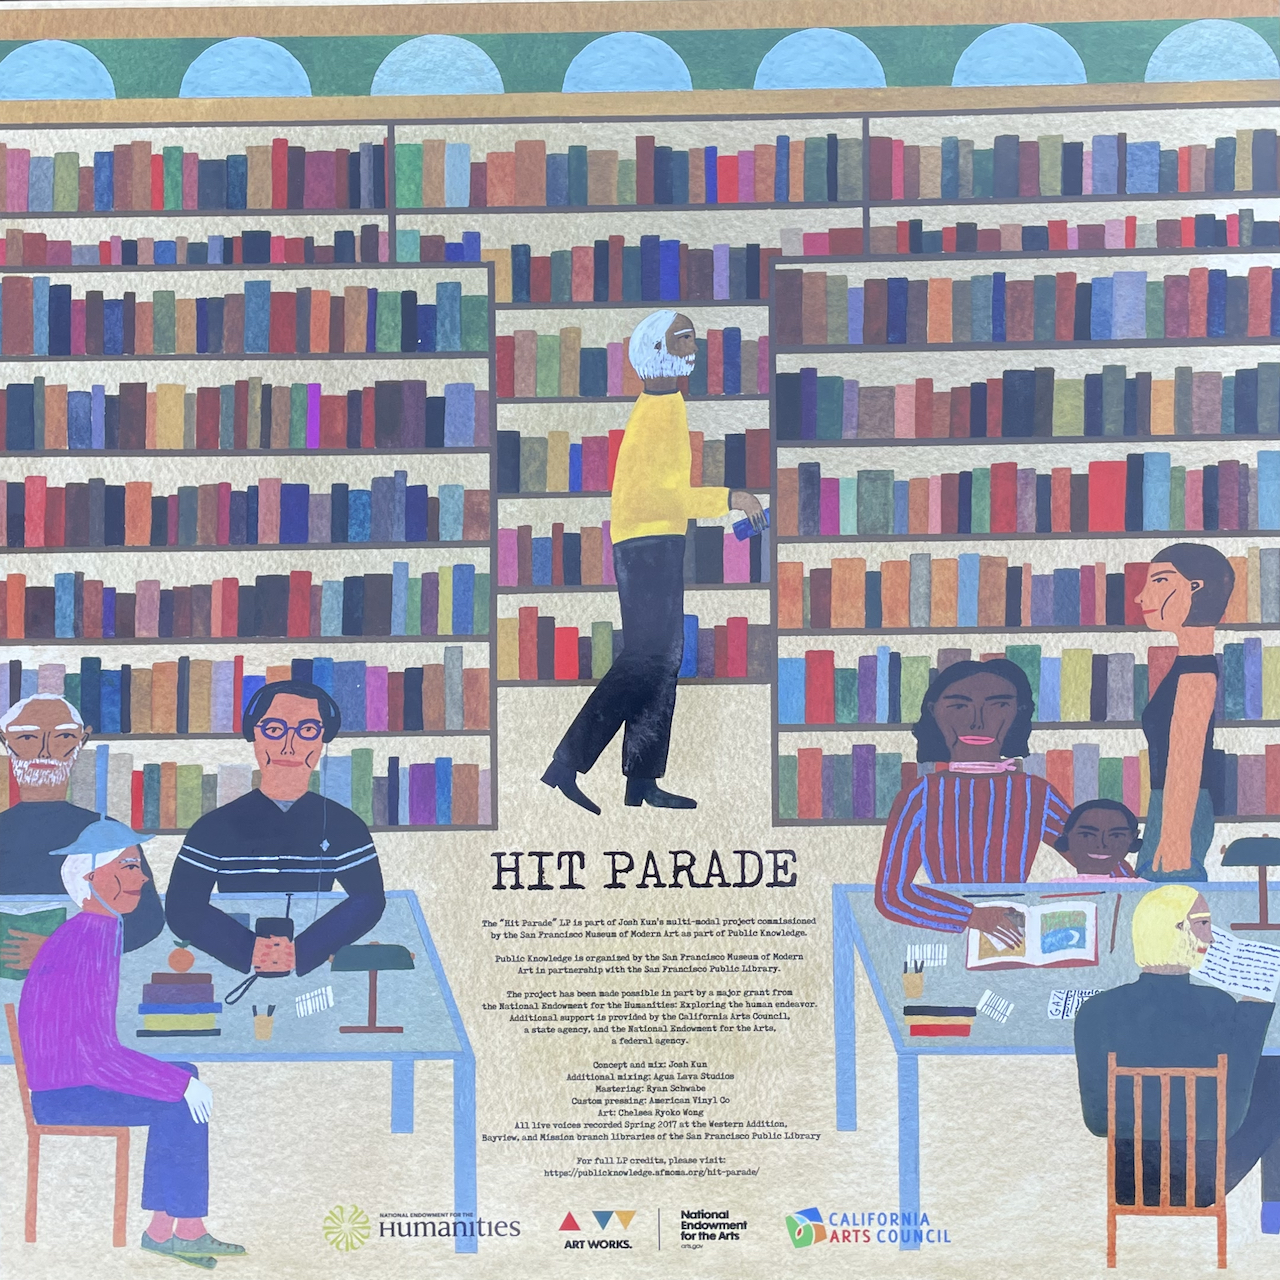 HIT PARADE
The "Hit Parade" LP is part of Josh Kun's multi-modal project commissioned
by the San Francisco Museum of Modern Art as part of Public Knowledge.
Public Knowledge is organized by the San Francisco Museum of Modern
Art in partnership with the San Francisco Public Library.
The project has been made possible in part by a major grant from
the National Endowment for the Humanities: Exploring the human endeavor.
Additional support is provided by the California Arts Council,
a state agency, and the National Endowment for the Arts,
a federal agency.
Concept and mix: Josh Kun
Additional mixing: Agua Lava Studios
Mastering: Ryan Schwabe
Custom pressing: American Vinyl Co
Art: Chelsea Ryoko Wong
All live voices recorded Spring 2017 at the Western Addition,
Bayview, and Mission branch libraries of the San Francisco Public Library
For full LP credits, please visit:
https://publicknowledge.sfmoma.org/hit-parade/
GAZE
NATIONAL ENDOWMENT FOR THE
Humanities
ART WORKS.
National
Endowment
for the Arts
arts.gov
CALIFORNIA
ARTS COUNCIL